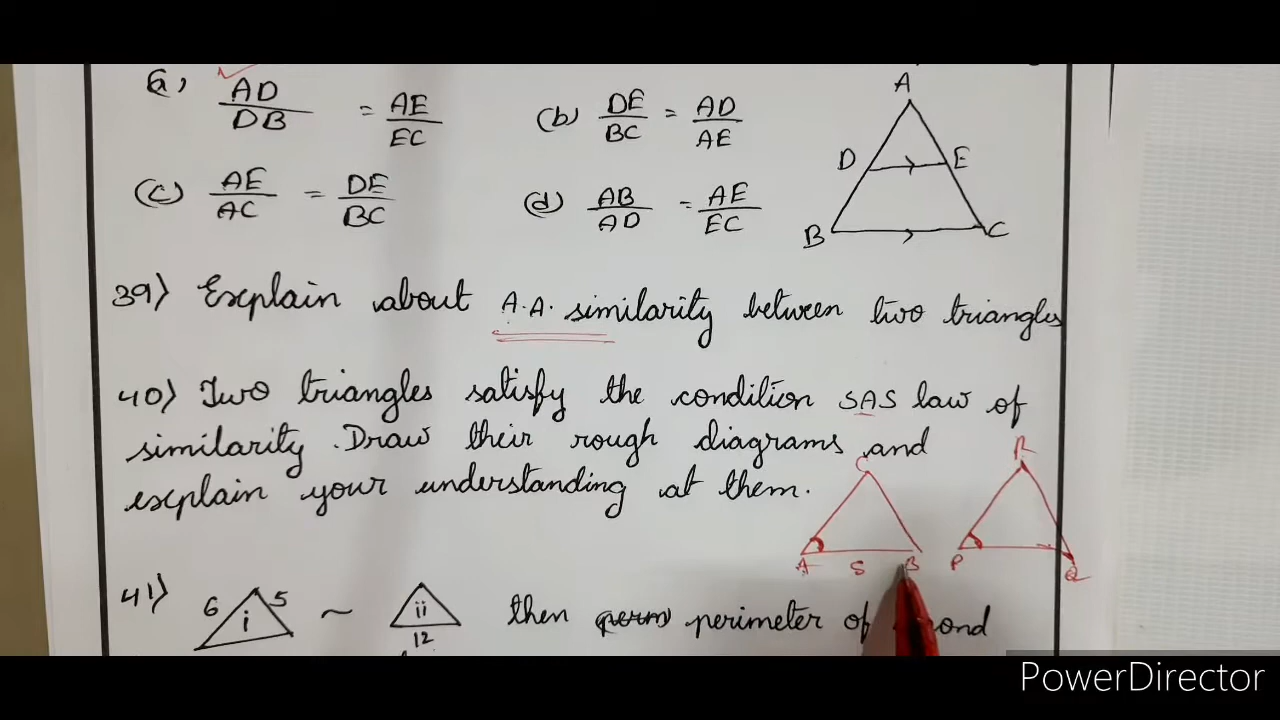 a, AD/DB = AE/EC (b) DE/BC = AD/AE
(c) AE/AC = DE/BC (d) AB/AD = AE/EC
A
D E
B C
39) Explain about A.A. similarity between two triangles
40) Two triangles satisfy the condition SAS law of
similarity. Draw their rough diagrams and
explain your understanding at them.
C R
A S B P Q
41) 6 5 i ~ ii 12 then perimeter of
PowerDirector